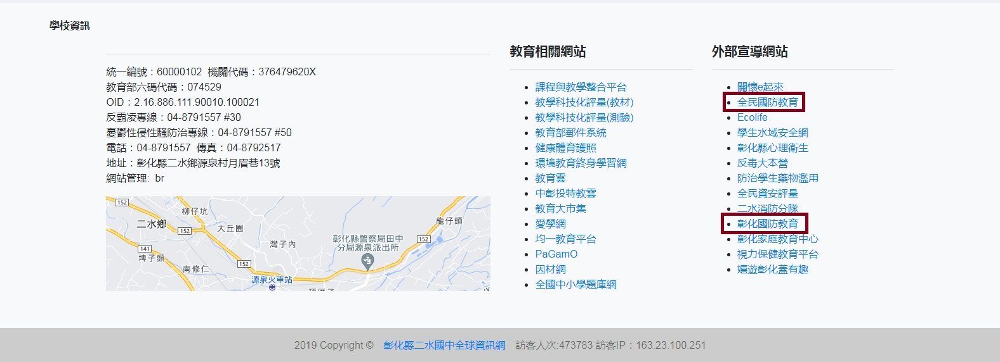 學校資訊
統一編號：60000102 機關代碼：376479620X
教育部六碼代碼：074529
OID：2.16.886.111.90010.100021
反霸凌專線：04-8791557 #30
憂鬱性侵性騷防治專線：04-8791557 #50
電話：04-8791557 傳真：04-8792517
地址：彰化縣二水鄉源泉村月眉巷13號
網站管理: br
152
柳仔坑
二水鄉
152
大丘園
龍仔頭
灣子內
彰化縣警察局田中
分局源泉派出所
152
141
埤子頭
南修仁
152
源泉火車站
教育相關網站
課程與教學整合平台
教學科技化評量(教材)
教學科技化評量(測驗)
教育部郵件系統
健康體育護照
環境教育終身學習網
教育雲
中彰投特教雲
教育大市集
愛學網
均一教育平台
PaGamO
因材網
全國中小學題庫網
外部宣導網站
關懷e起來
全民國防教育
Ecolife
學生水域安全網
彰化縣心理衛生
反毒大本營
防治學生藥物濫用
全民資安評量
二水消防分隊
彰化國防教育
彰化家庭教育中心
視力保健教育平台
嬉遊彰化蓋有趣
2019 Copyright © 彰化縣二水國中全球資訊網 訪客人次:473783 訪客IP：163.23.100.251